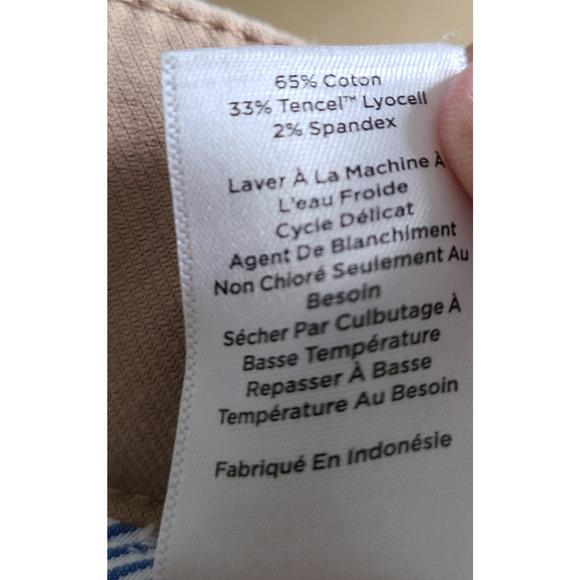 65% Coton
33% Tencel™ Lyocell
2% Spandex
Laver À La Machine À
L'eau Froide
Cycle Délicat
Agent De Blanchiment
Non Chloré Seulement Au
Besoin
Sécher Par Culbutage À
Basse Température
Repasser À Basse
Température Au Besoin
Fabriqué En Indonésie